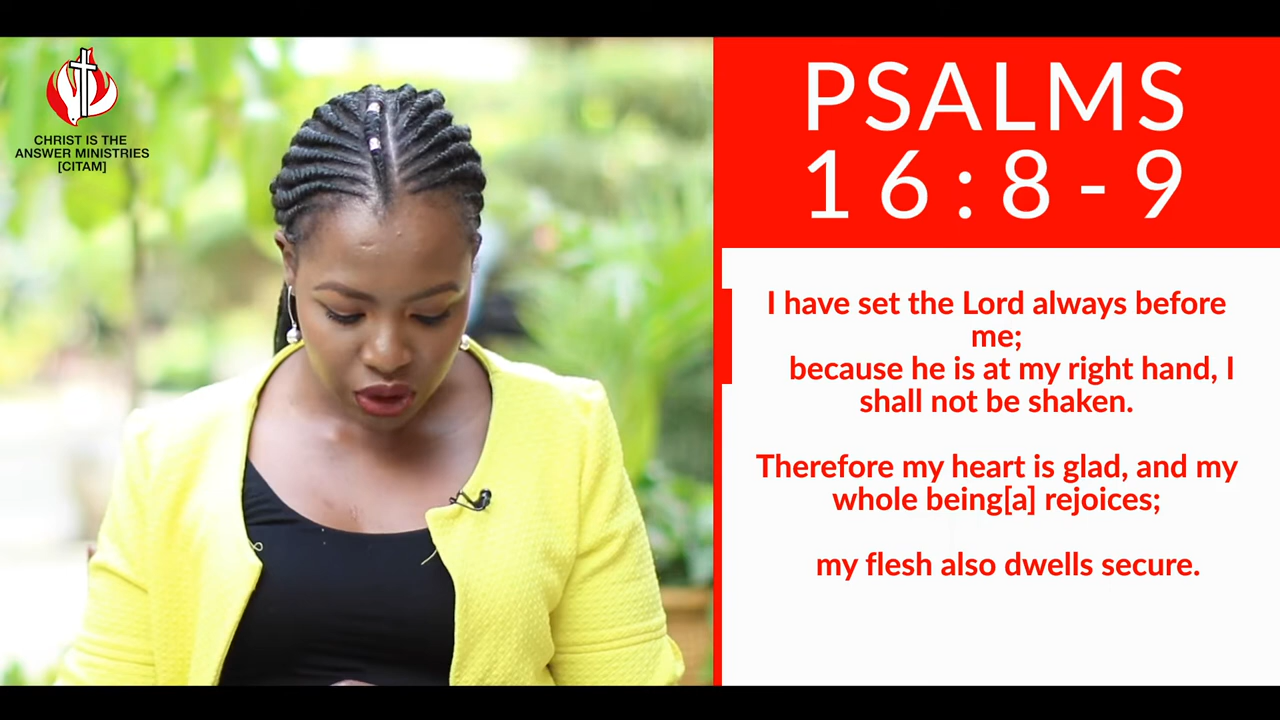 CHRIST IS THE
ANSWER MINISTRIES
[CITAM]
PSALMS
16:8-9
I have set the Lord always before
me;
because he is at my right hand, I
shall not be shaken.
Therefore my heart is glad, and my
whole being[a] rejoices;
my flesh also dwells secure.